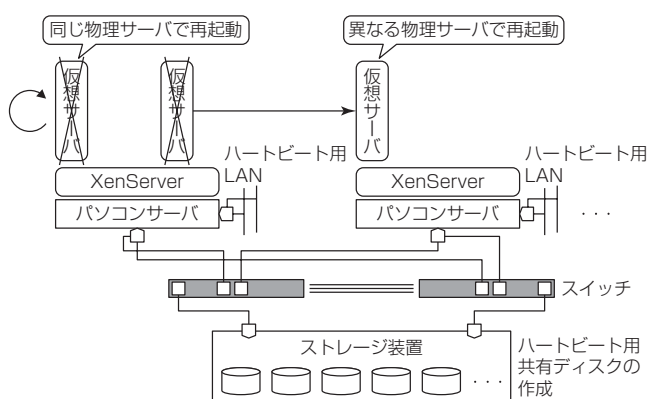 同じ物理サーバで再起動
異なる物理サーバで再起動
仮想サーバ
仮想サーバ
仮想サーバ
ハートビート用
LAN
ハートビート用
LAN
XenServer
XenServer
パソコンサーバ
パソコンサーバ
・・・
スイッチ
ストレージ装置
・・・
ハートビート用
共有ディスクの
作成